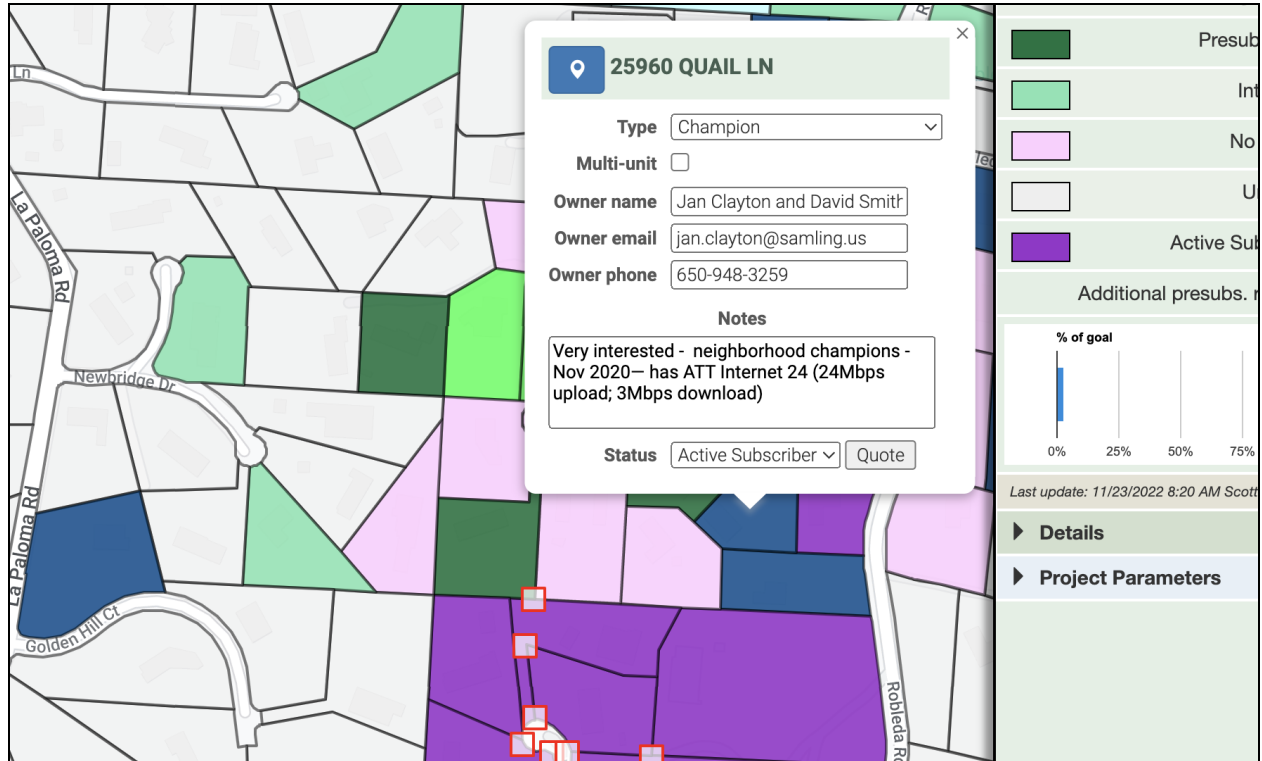 Ln
La Paloma Rd
Newbridge Dr
La Paloma Rd
Golden Hill Ct
Robleda Rd
×
25960 QUAIL LN
Type Champion
Multi-unit
Owner name Jan Clayton and David Smith
Owner email jan.clayton@samling.us
Owner phone 650-948-3259
Notes
Very interested -  neighborhood champions -
Nov 2020— has ATT Internet 24 (24Mbps
upload; 3Mbps download)
Status Active Subscriber Quote
Presub
Int
No
U
Active Sub
Additional presubs. r
% of goal
0% 25% 50% 75%
Last update: 11/23/2022 8:20 AM Scott
Details
Project Parameters